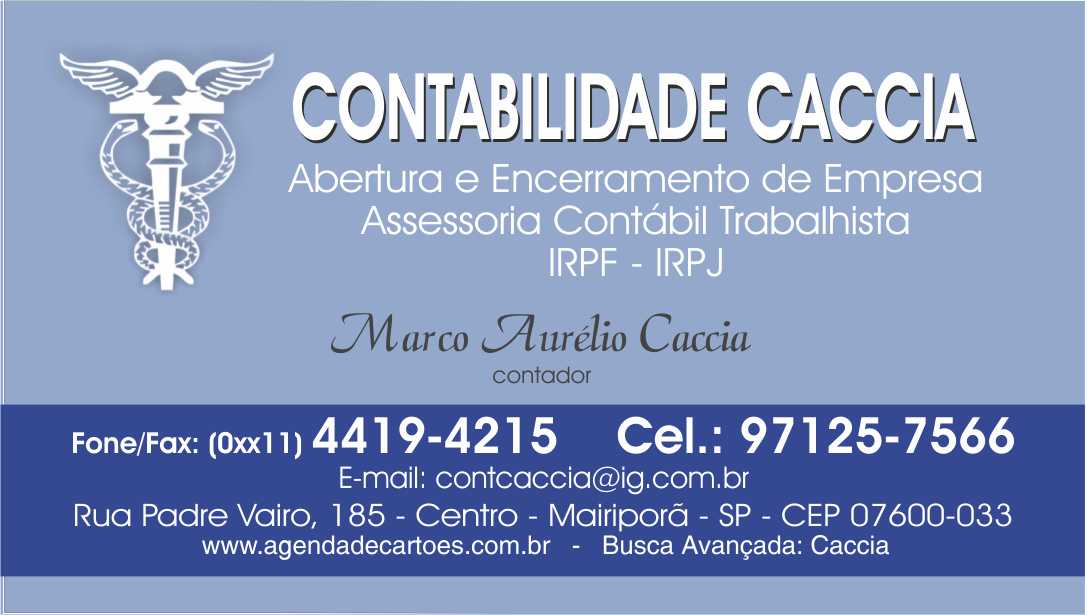 CONTABILIDADE CACCIA
Abertura e Encerramento de Empresa
Assessoria Contábil Trabalhista
IRPF - IRPJ
Marco Aurélio Caccia
contador
Fone/Fax: (0xx11) 4419-4215 Cel.: 97125-7566
E-mail: contcaccia@ig.com.br
Rua Padre Vairo, 185 - Centro - Mairiporã - SP - CEP 07600-033
www.agendadecartoes.com.br - Busca Avançada: Caccia